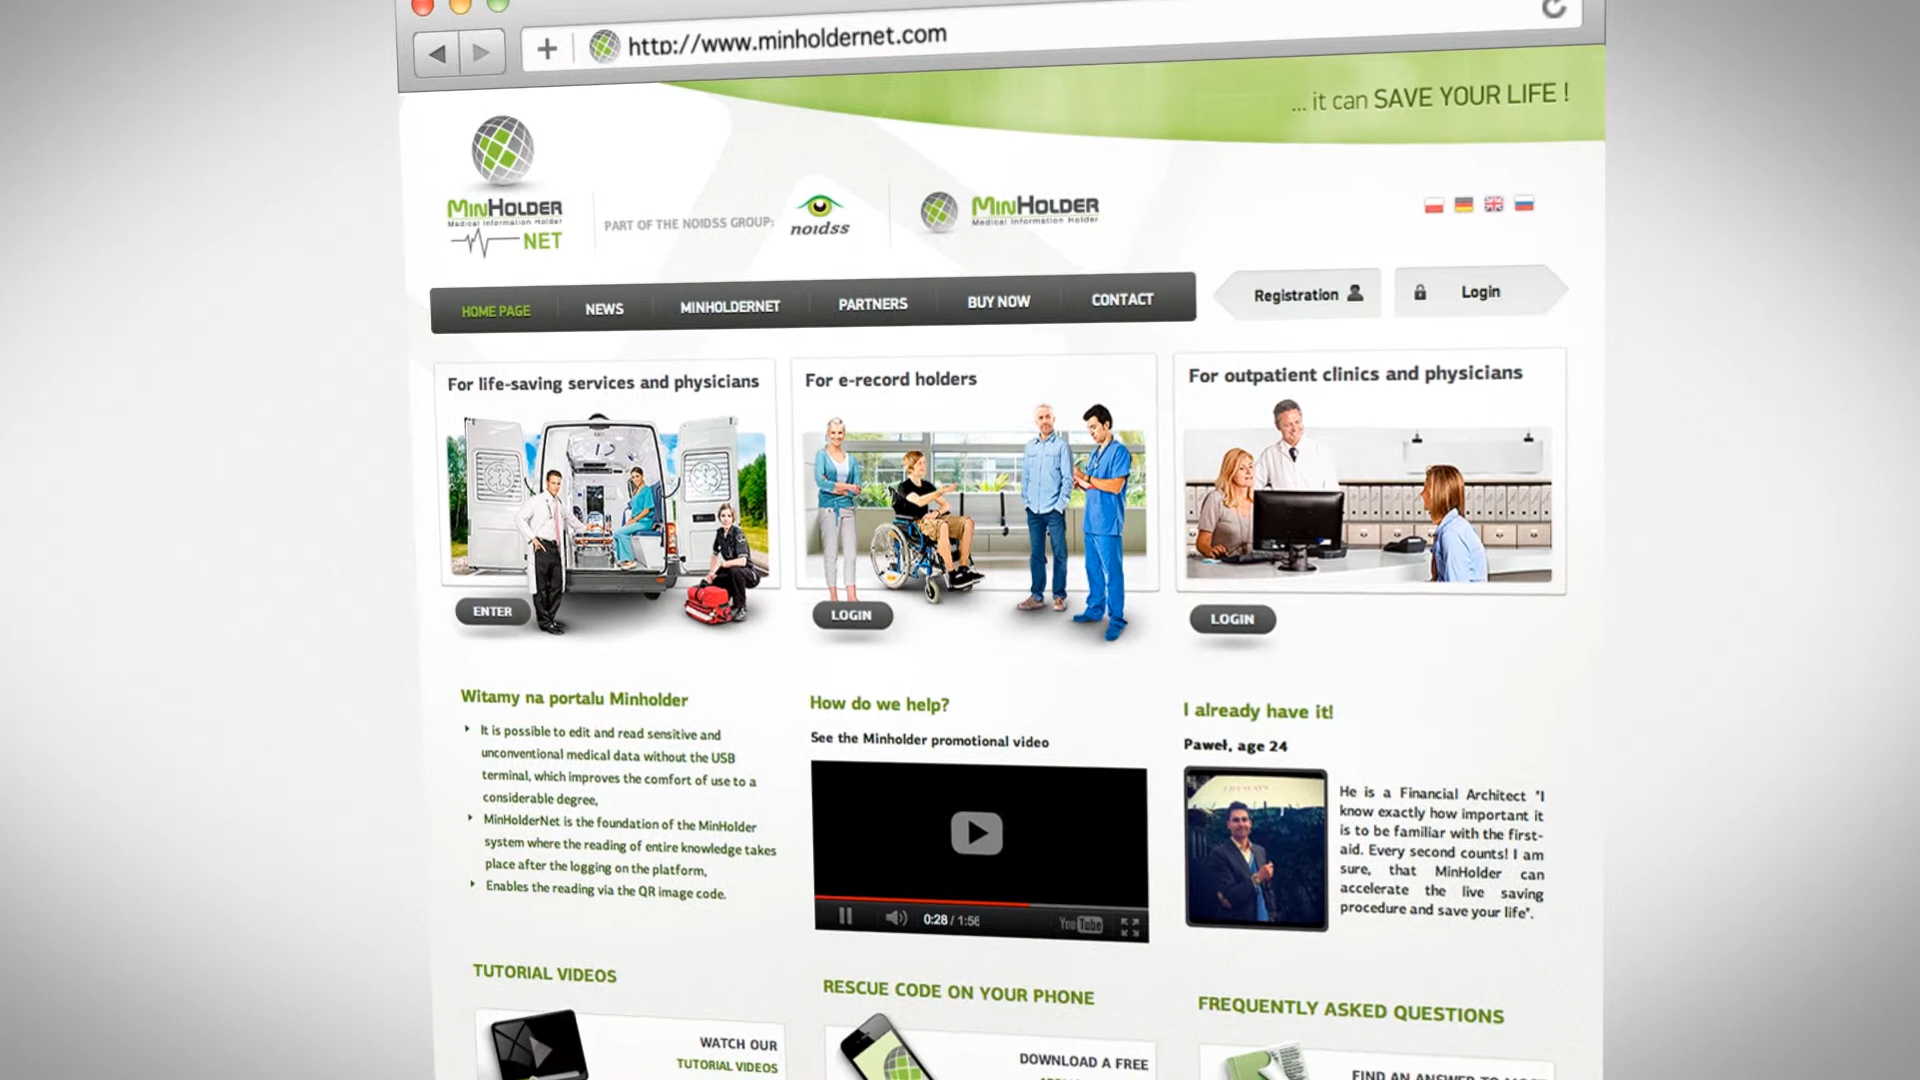 http://www.minholdernet.com
... it can SAVE YOUR LIFE !
MINHOLDER
Medical Information Holder
NET
PART OF THE NOIDSS GROUP:
noidss
MINHOLDER
Medical Information Holder
HOME PAGE
NEWS
MINHOLDERNET
PARTNERS
BUY NOW
CONTACT
Registration
Login
For life-saving services and physicians
ENTER
For e-record holders
LOGIN
For outpatient clinics and physicians
LOGIN
Witamy na portalu Minholder
It is possible to edit and read sensitive and
unconventional medical data without the USB
terminal, which improves the comfort of use to a
considerable degree,
MinHolderNet is the foundation of the MinHolder
system where the reading of entire knowledge takes
place after the logging on the platform,
Enables the reading via the QR image code.
How do we help?
See the Minholder promotional video
0:28 / 1:56
YouTube
I already have it!
Paweł, age 24
He is a Financial Architect "I
know exactly how important it
is to be familiar with the first-
aid. Every second counts! I am
sure, that MinHolder can
accelerate the live saving
procedure and save your life".
TUTORIAL VIDEOS
WATCH OUR
TUTORIAL VIDEOS
RESCUE CODE ON YOUR PHONE
DOWNLOAD A FREE
FREQUENTLY ASKED QUESTIONS
FIND AN ANSWER TO